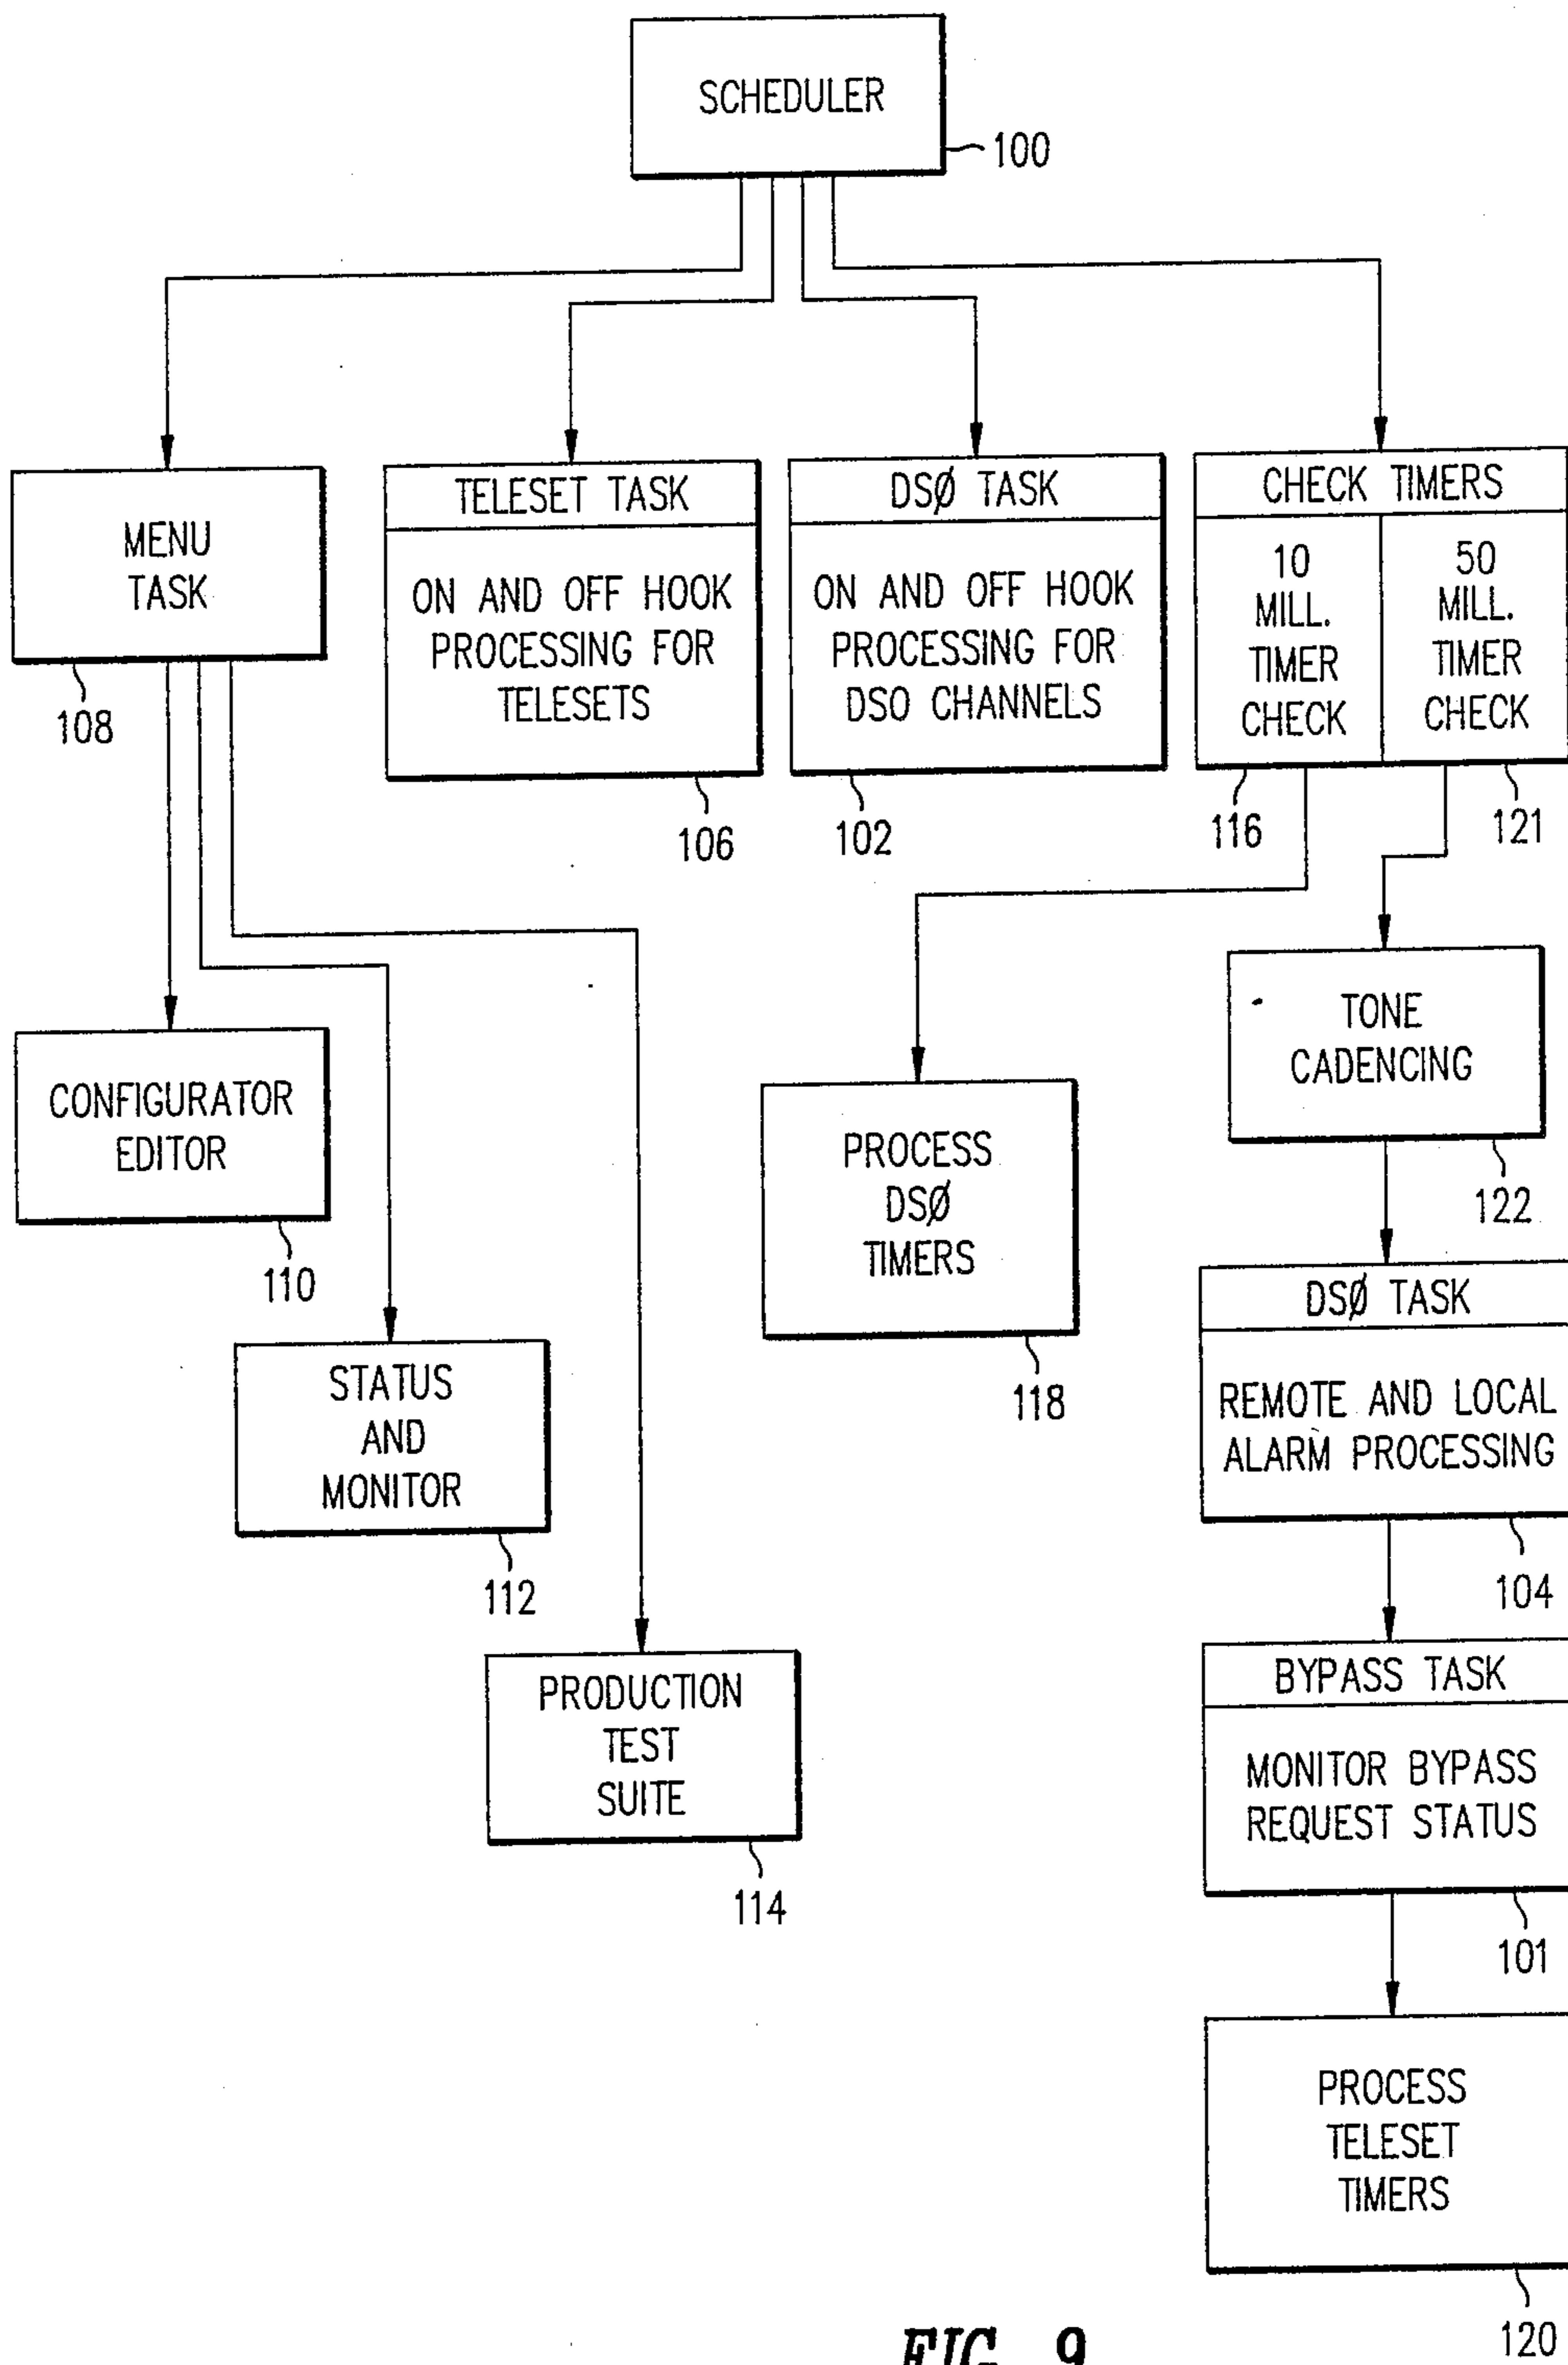 SCHEDULER
100
MENU
TASK
108
TELESET TASK
ON AND OFF HOOK
PROCESSING FOR
TELESETS
106
DSØ TASK
ON AND OFF HOOK
PROCESSING FOR
DSO CHANNELS
102
CHECK TIMERS
10
MILL.
TIMER
CHECK
116
50
MILL.
TIMER
CHECK
121
CONFIGURATOR
EDITOR
110
STATUS
AND
MONITOR
112
PRODUCTION
TEST
SUITE
114
PROCESS
DSØ
TIMERS
118
TONE
CADENCING
122
DSØ TASK
REMOTE AND LOCAL
ALARM PROCESSING
104
BYPASS TASK
MONITOR BYPASS
REQUEST STATUS
101
PROCESS
TELESET
TIMERS
120
FIG. 9